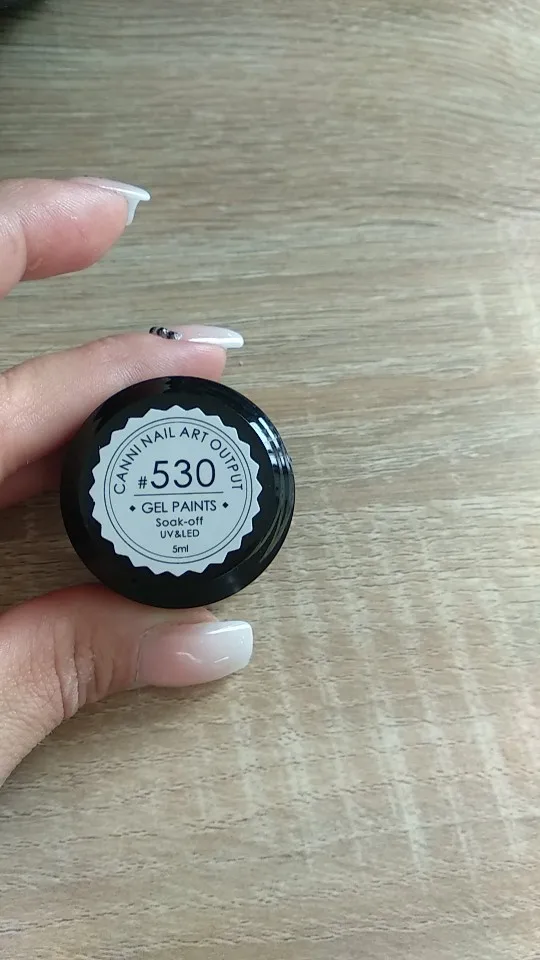 CANNI NAIL ART OUTPUT
#530
• GEL PAINTS •
Soak-off
UV&LED
5ml